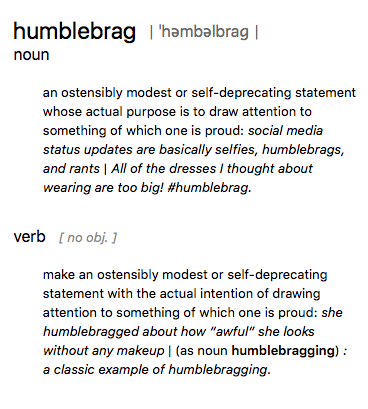 humblebrag | ˈhəmbəlbraɡ |
noun
an ostensibly modest or self-deprecating statement
whose actual purpose is to draw attention to
something of which one is proud: social media
status updates are basically selfies, humblebrags,
and rants | All of the dresses I thought about
wearing are too big! #humblebrag.
verb [ no obj. ]
make an ostensibly modest or self-deprecating
statement with the actual intention of drawing
attention to something of which one is proud: she
humblebragged about how “awful” she looks
without any makeup | (as noun humblebragging) :
a classic example of humblebragging.